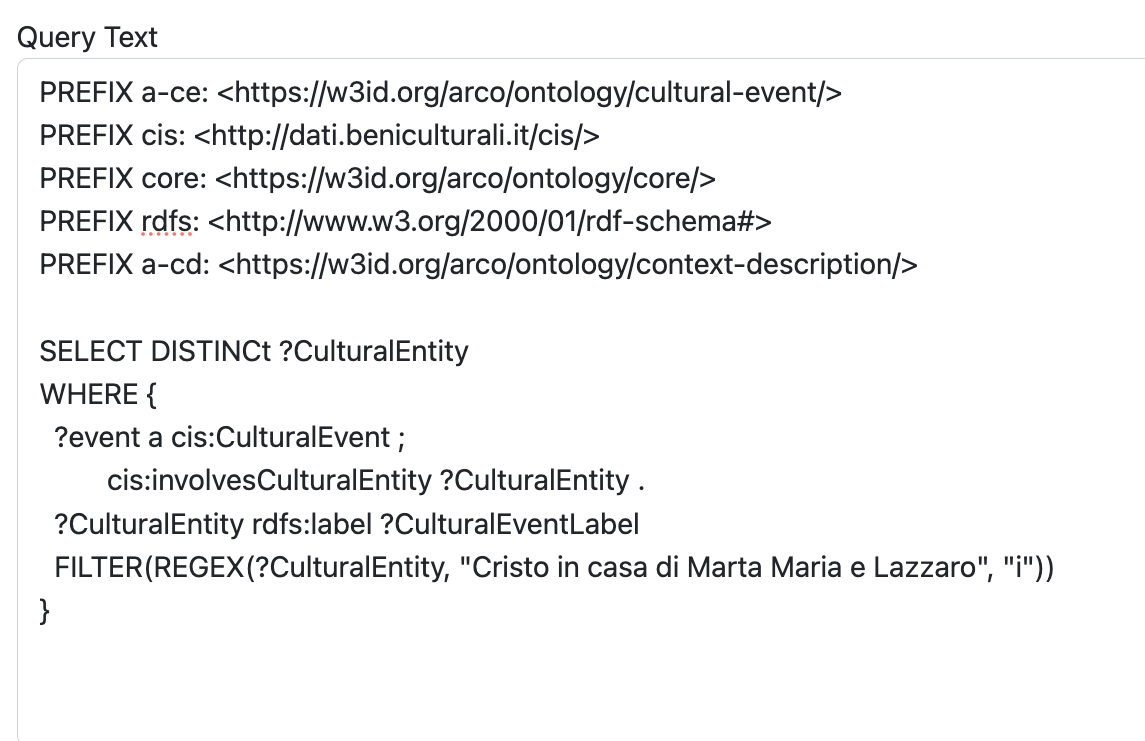 Query Text
PREFIX a-ce: <https://w3id.org/arco/ontology/cultural-event/>
PREFIX cis: <http://dati.beniculturali.it/cis/>
PREFIX core: <https://w3id.org/arco/ontology/core/>
PREFIX rdfs: <http://www.w3.org/2000/01/rdf-schema#>
PREFIX a-cd: <https://w3id.org/arco/ontology/context-description/>
SELECT DISTINCt ?CulturalEntity
WHERE {
?event a cis:CulturalEvent ;
cis:involvesCulturalEntity ?CulturalEntity .
?CulturalEntity rdfs:label ?CulturalEventLabel
FILTER(REGEX(?CulturalEntity, "Cristo in casa di Marta Maria e Lazzaro", "i"))
}